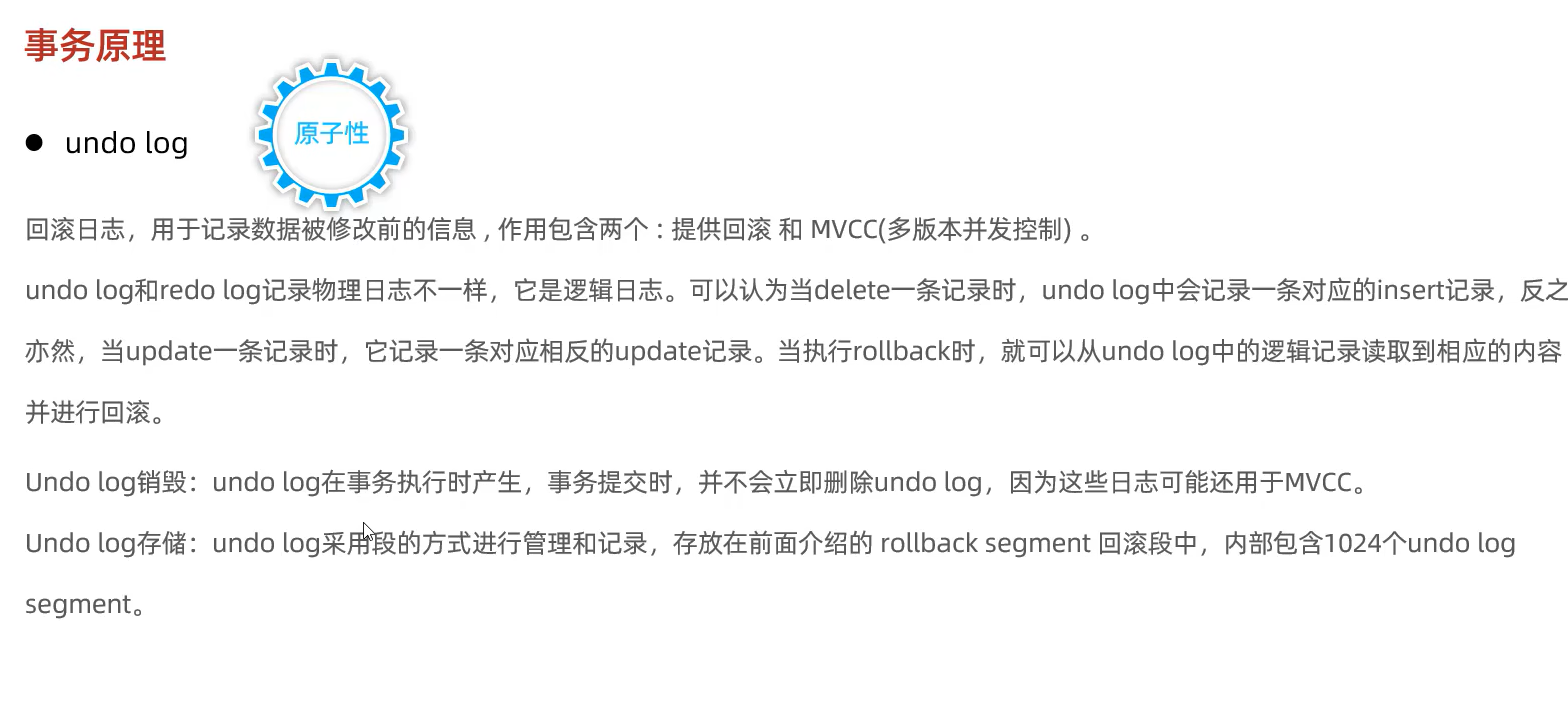 事务原理
原子性
● undo log
回滚日志，用于记录数据被修改前的信息 , 作用包含两个 : 提供回滚 和 MVCC(多版本并发控制) 。
undo log和redo log记录物理日志不一样，它是逻辑日志。可以认为当delete一条记录时，undo log中会记录一条对应的insert记录，反之
亦然，当update一条记录时，它记录一条对应相反的update记录。当执行rollback时，就可以从undo log中的逻辑记录读取到相应的内容
并进行回滚。
Undo log销毁：undo log在事务执行时产生，事务提交时，并不会立即删除undo log，因为这些日志可能还用于MVCC。
Undo log存储：undo log采用段的方式进行管理和记录，存放在前面介绍的 rollback segment 回滚段中，内部包含1024个undo log
segment。